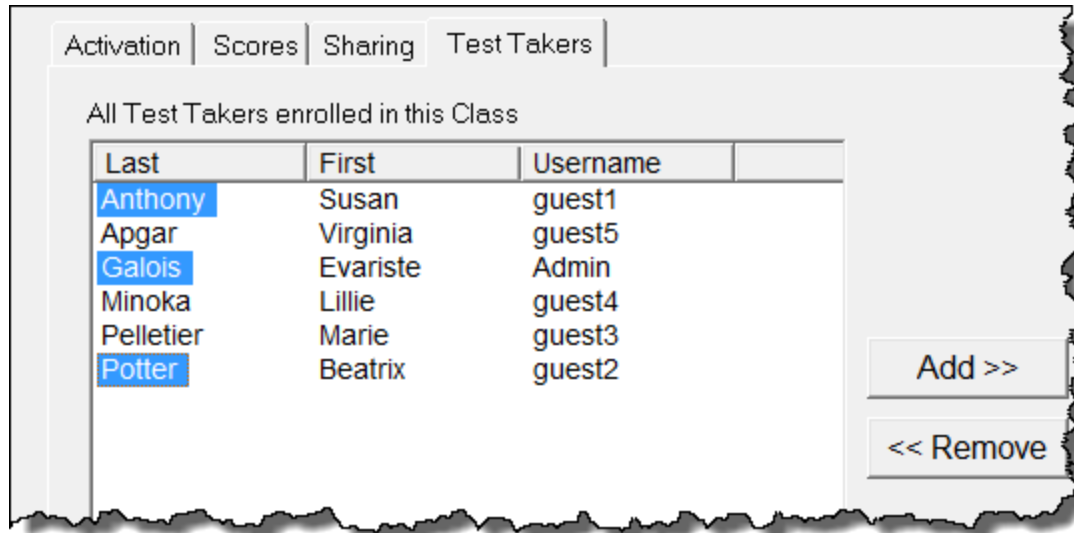 Activation Scores Sharing Test Takers
All Test Takers enrolled in this Class
Last First Username
Anthony Susan guest1
Apgar Virginia guest5
Galois Evariste Admin
Minoka Lillie guest4
Pelletier Marie guest3
Potter Beatrix guest2
Add >>
<< Remove